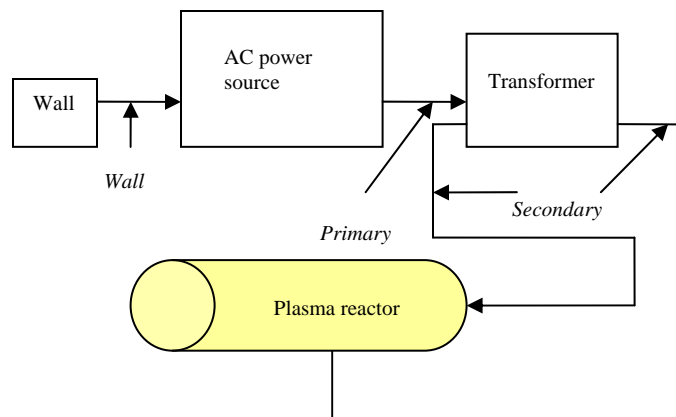 AC power
source
Transformer
Wall
Wall
Secondary
Primary
Plasma reactor